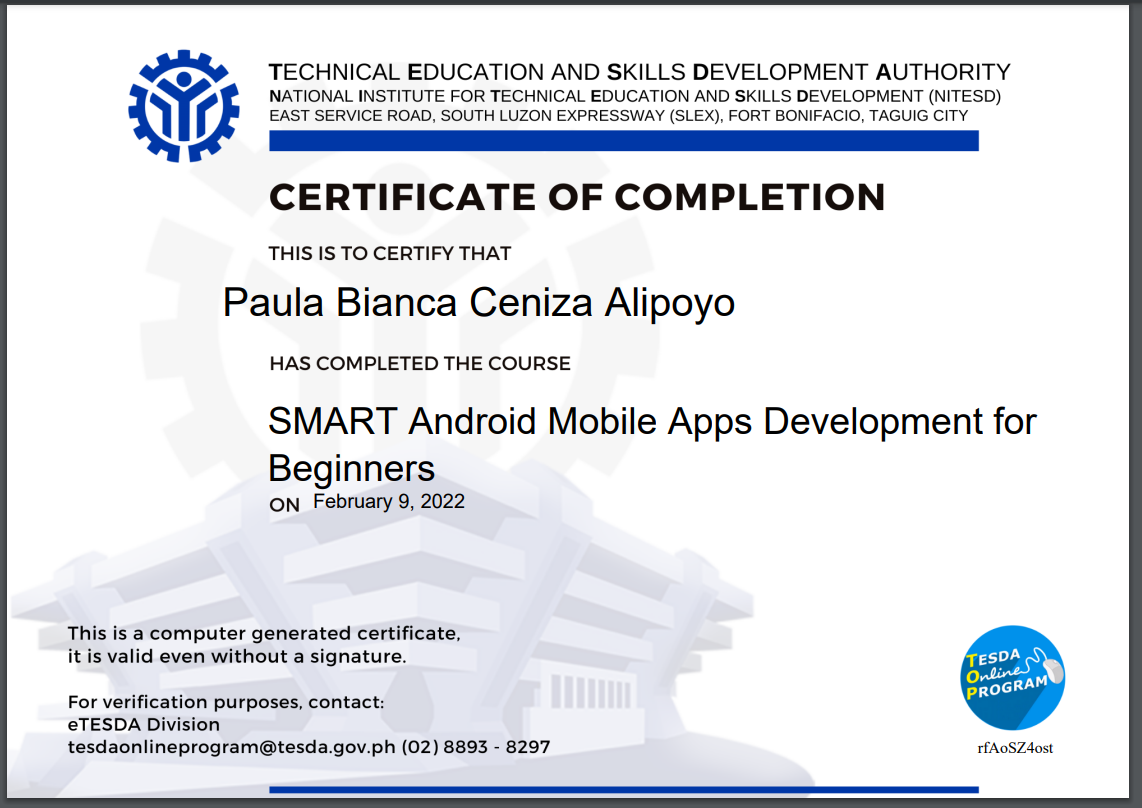 TECHNICAL EDUCATION AND SKILLS DEVELOPMENT AUTHORITY
NATIONAL INSTITUTE FOR TECHNICAL EDUCATION AND SKILLS DEVELOPMENT (NITESD)
EAST SERVICE ROAD, SOUTH LUZON EXPRESSWAY (SLEX), FORT BONIFACIO, TAGUIG CITY
CERTIFICATE OF COMPLETION
THIS IS TO CERTIFY THAT
Paula Bianca Ceniza Alipoyo
HAS COMPLETED THE COURSE
SMART Android Mobile Apps Development for
Beginners
ON February 9, 2022
This is a computer generated certificate,
it is valid even without a signature.
For verification purposes, contact:
eTESDA Division
tesdaonlineprogram@tesda.gov.ph (02) 8893 - 8297
TESDA
Online
PROGRAM
rfAoSZ4ost